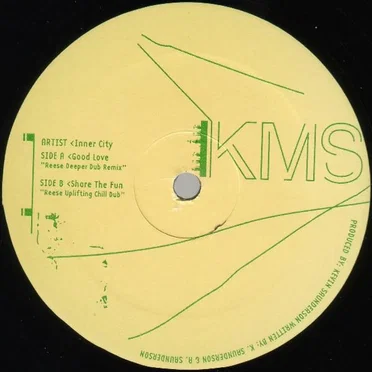 ARTIST <Inner City
SIDE A <Good Love
"Reese Deeper Dub Remix"
SIDE B <Share The Fun
"Reese Uplifting Chill Dub"
KMS
PRODUCED BY: KEVIN SAUNDERSON WRITTEN BY: K. SAUNDERSON & A. SAUNDERSON